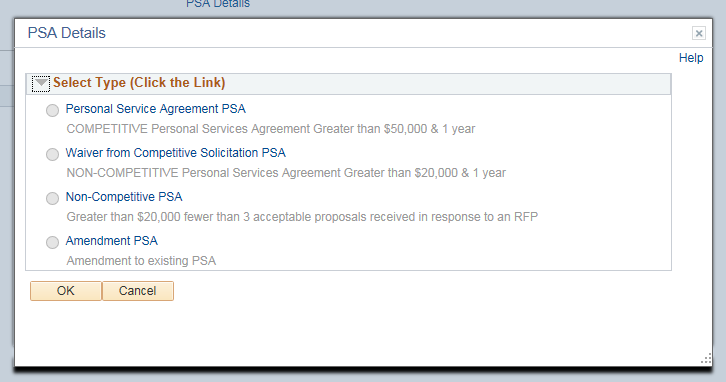 PSA Details
PSA Details
Help
Select Type (Click the Link)
Personal Service Agreement PSA
COMPETITIVE Personal Services Agreement Greater than $50,000 & 1 year
Waiver from Competitive Solicitation PSA
NON-COMPETITIVE Personal Services Agreement Greater than $20,000 & 1 year
Non-Competitive PSA
Greater than $20,000 fewer than 3 acceptable proposals received in response to an RFP
Amendment PSA
Amendment to existing PSA
OK Cancel